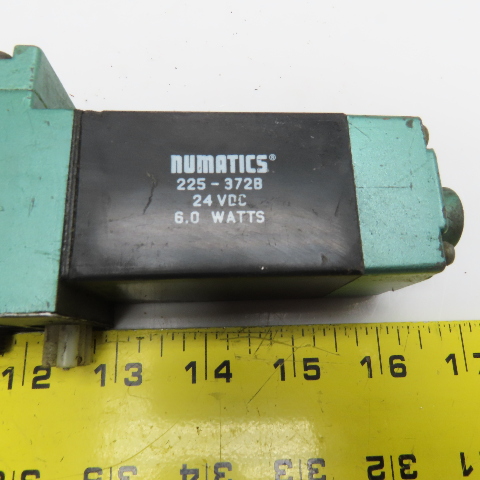 numatics®
225-372B
24 VDC
6.0 WATTS
12 13 14 15 16 17